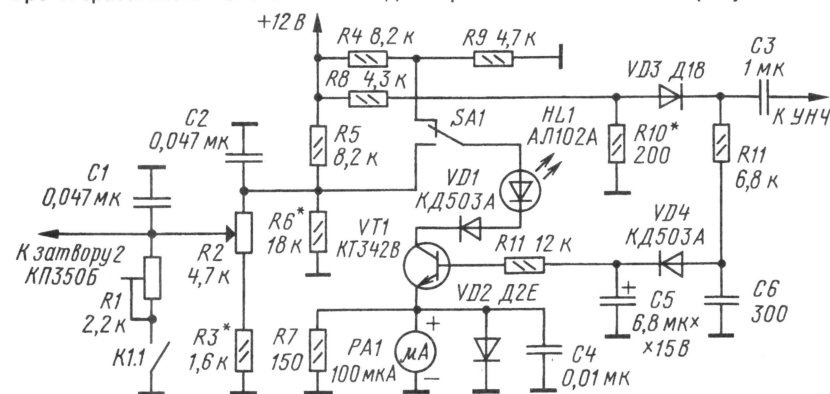 +12 В
R4 8,2 к
R9 4,7 к
C3
1 мк
R8 4,3 к
VD3 Д18
К УНЧ
C2
0,047 мк
SA1
HL1
АЛ102А
R10*
200
R11
6,8 к
C1
0,047 мк
R5
8,2 к
VD1
КД503А
К затвору 2
КП350Б
R2
4,7 к
R6*
18 к
VT1
КТ342В
R11 12 к
VD4
КД503А
R1
2,2 к
VD2 Д2Е
C5
6,8 мк×
×15 В
C6
300
К1.1
R3*
1,6 к
R7
150
PA1
100 мкА
+
μA
−
+
C4
0,01 мк